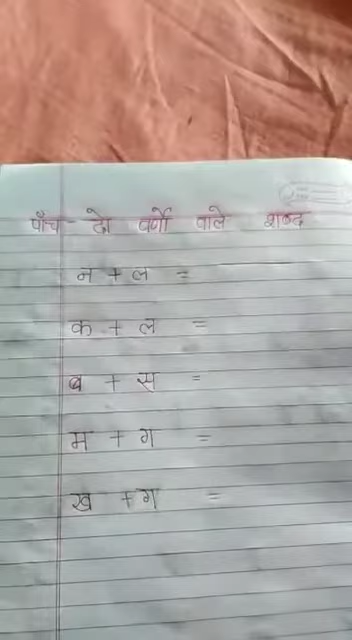 पाँच - दो वर्णो वाले शब्द
न + ल =
क + ल =
ब + स =
म + ग =
ख + ग =